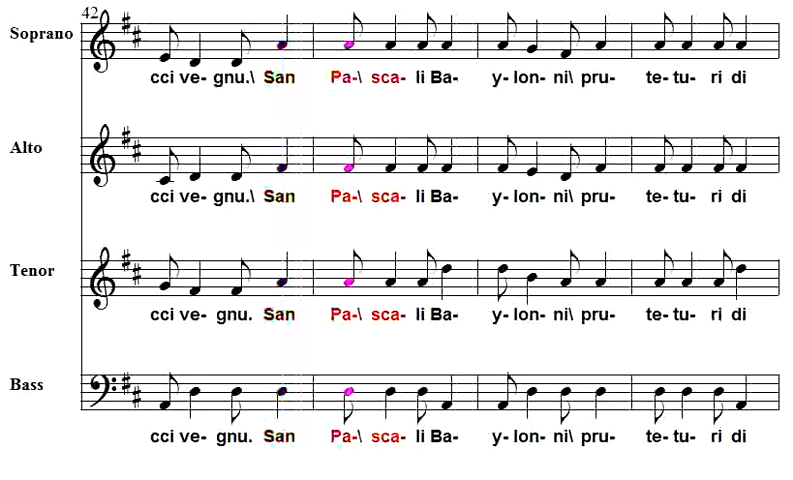 42
Soprano
cci ve- gnu.\ San Pa-\ sca- li Ba- y- lon- ni\ pru- te- tu- ri di
Alto
cci ve- gnu.\ San Pa-\ sca- li Ba- y- lon- ni\ pru- te- tu- ri di
Tenor
cci ve- gnu. San Pa-\ sca- li Ba- y- lon- ni\ pru- te- tu- ri di
Bass
cci ve- gnu. San Pa-\ sca- li Ba- y- lon- ni\ pru- te- tu- ri di